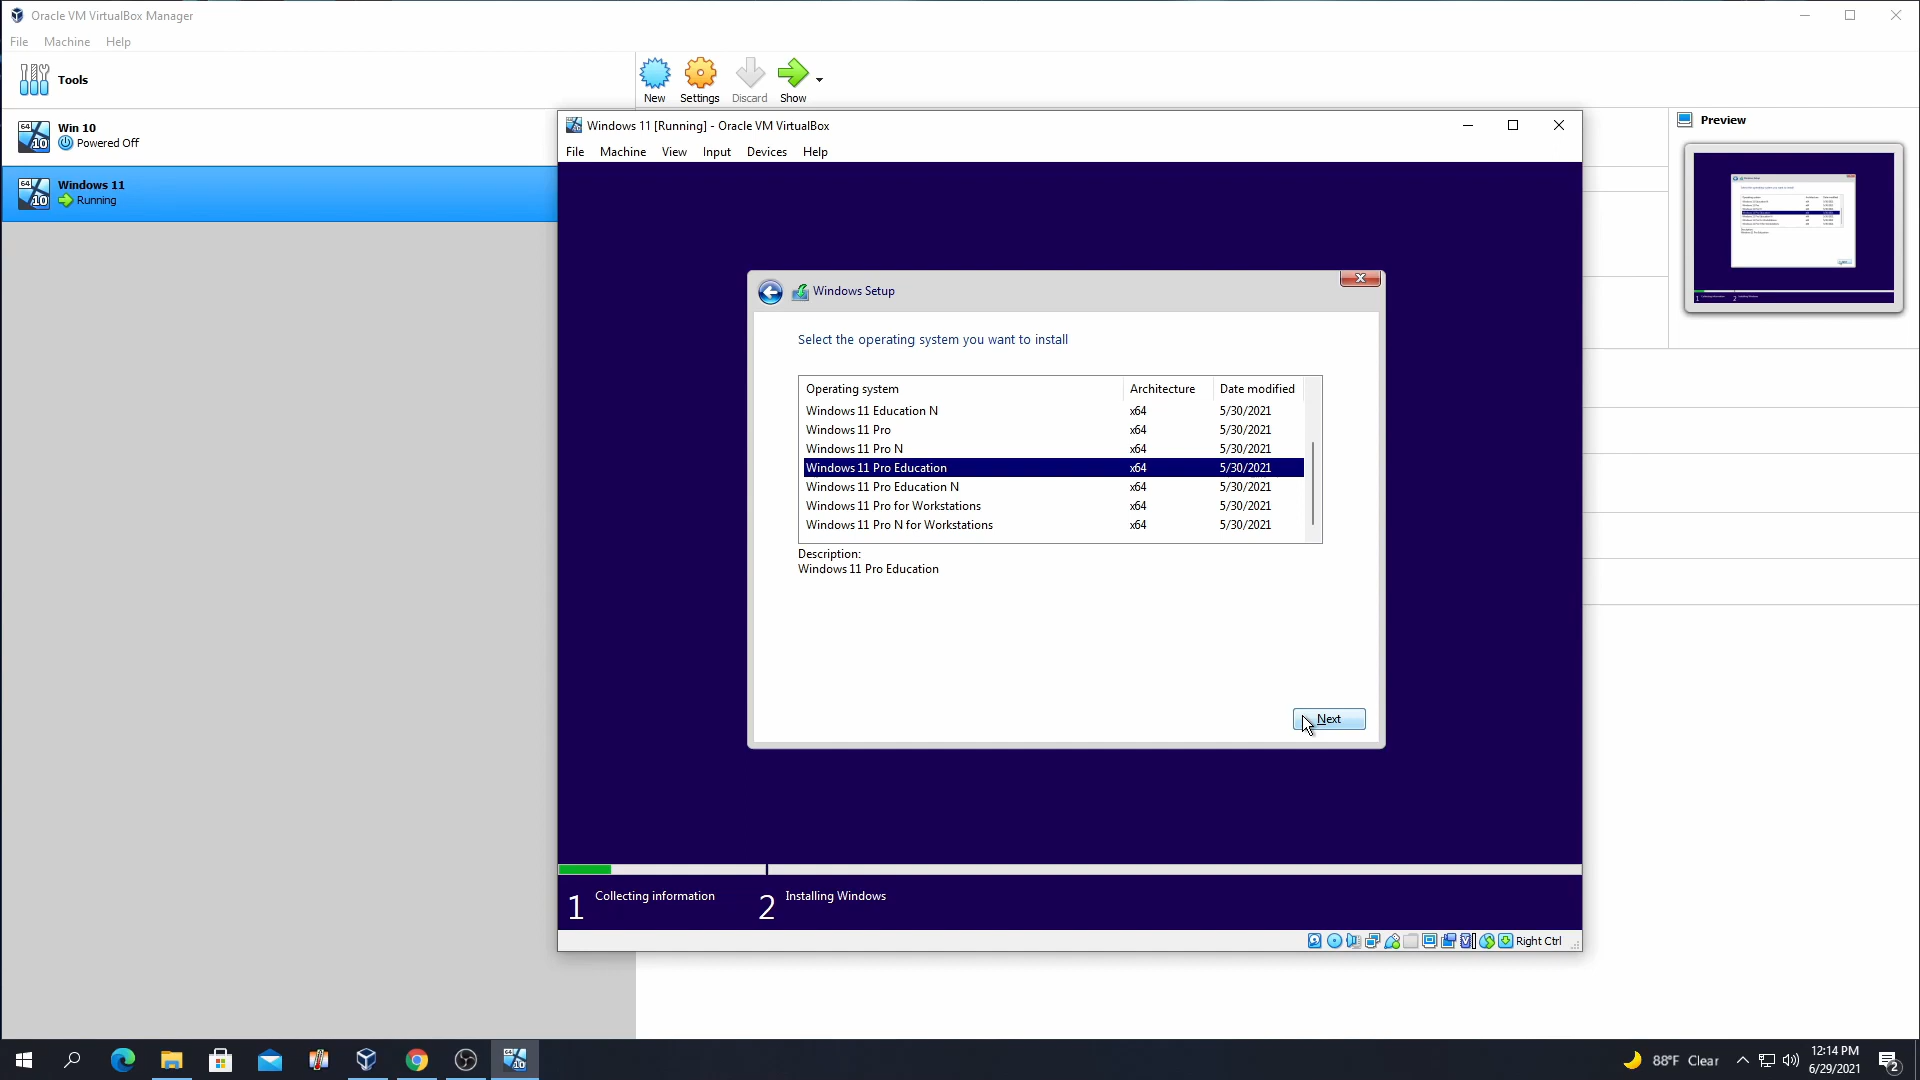 Oracle VM VirtualBox Manager
File Machine Help
Tools
New Settings Discard Show
Win 10
Powered Off
Windows 11
Running
Preview
Windows 11 [Running] - Oracle VM VirtualBox
File Machine View Input Devices Help
Windows Setup
Select the operating system you want to install
Operating system Architecture Date modified
Windows 11 Education N x64 5/30/2021
Windows 11 Pro x64 5/30/2021
Windows 11 Pro N x64 5/30/2021
Windows 11 Pro Education x64 5/30/2021
Windows 11 Pro Education N x64 5/30/2021
Windows 11 Pro for Workstations x64 5/30/2021
Windows 11 Pro N for Workstations x64 5/30/2021
Description:
Windows 11 Pro Education
Next
1 Collecting information 2 Installing Windows
Right Ctrl
88°F Clear
12:14 PM
6/29/2021
2